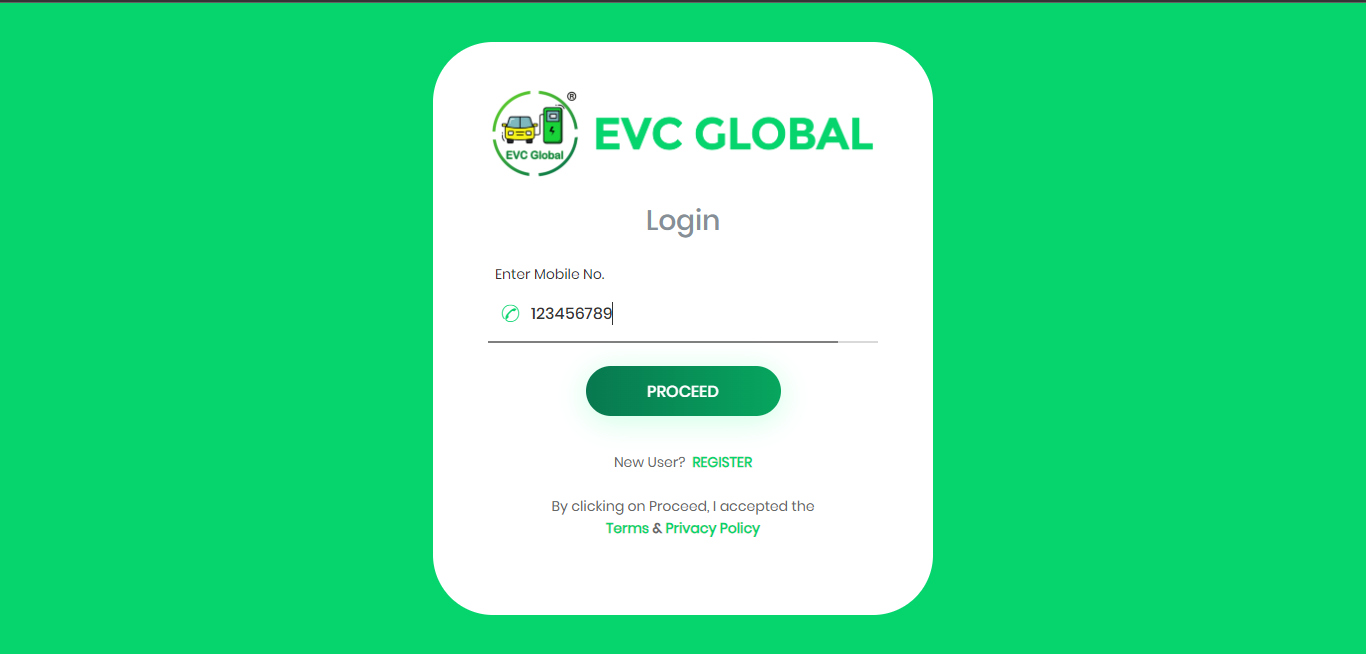 ®
EVC Global
EVC GLOBAL
Login
Enter Mobile No.
123456789
PROCEED
New User? REGISTER
By clicking on Proceed, I accepted the
Terms & Privacy Policy